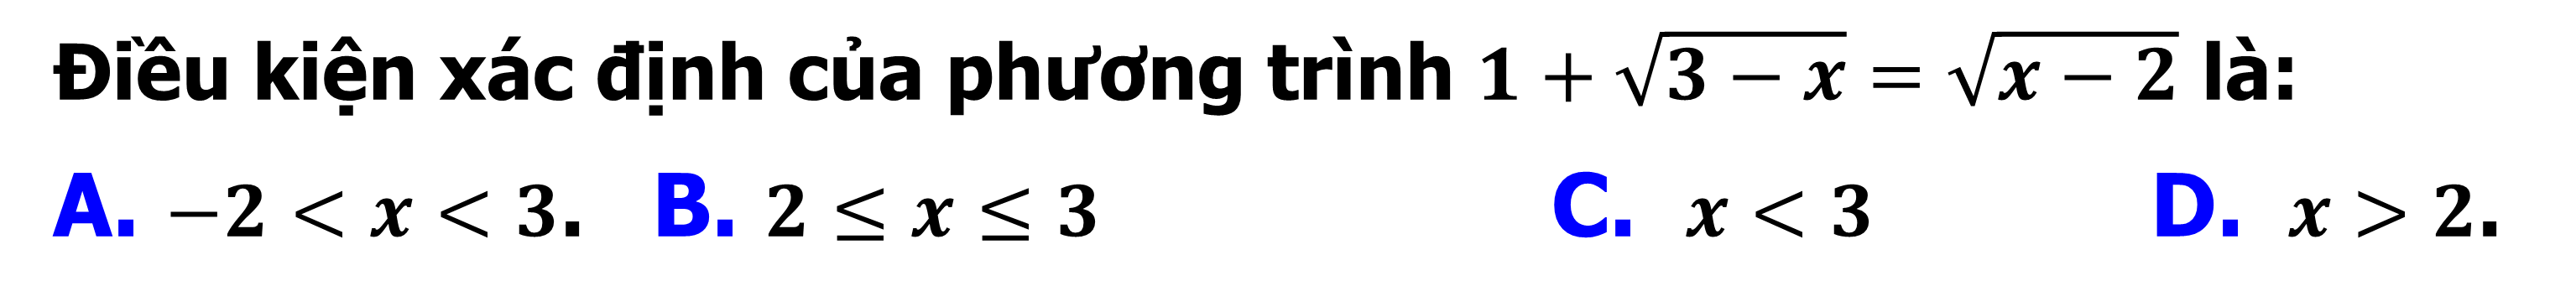 Điều kiện xác định của phương trình 1 + √(3 − x) = √(x − 2) là:
A. −2 < x < 3. B. 2 ≤ x ≤ 3 C. x < 3 D. x > 2.